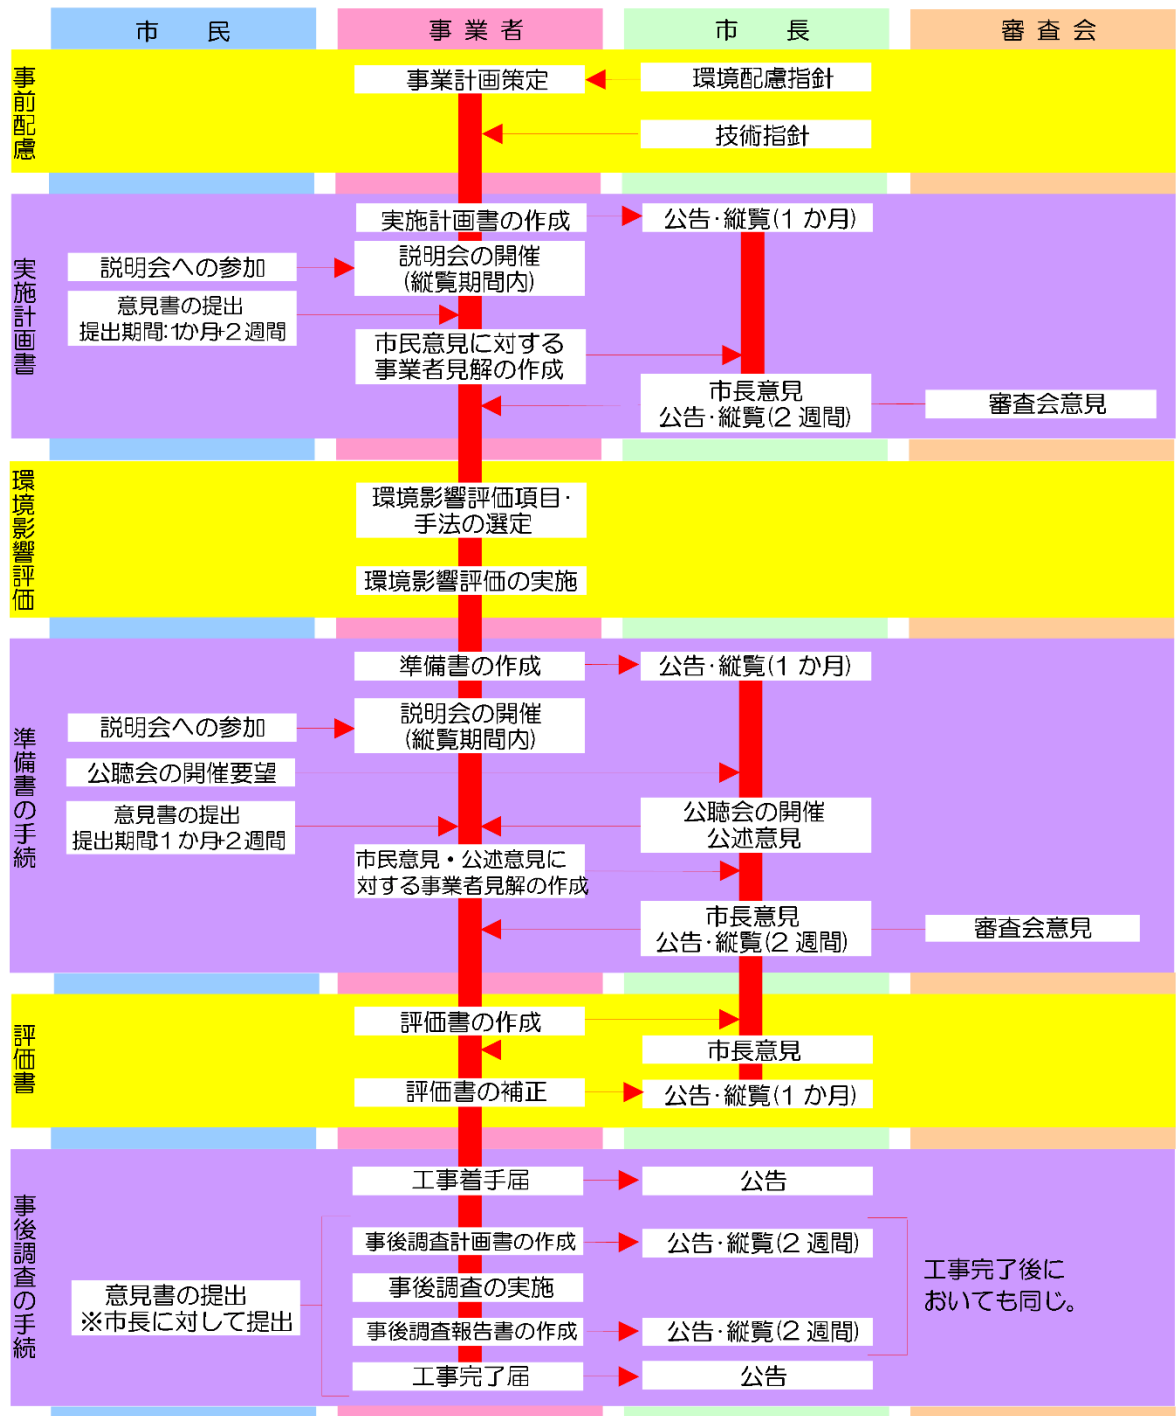 市　民
事業者
市　長
審査会
事前配慮
事業計画策定
環境配慮指針
技術指針
実施計画書
実施計画書の作成
公告・縦覧(1 か月)
説明会への参加
説明会の開催
(縦覧期間内)
意見書の提出
提出期間:1か月+2 週間
市民意見に対する
事業者見解の作成
市長意見
公告・縦覧(2 週間)
審査会意見
環境影響評価
環境影響評価項目・
手法の選定
環境影響評価の実施
準備書の手続
準備書の作成
公告・縦覧(1 か月)
説明会への参加
説明会の開催
(縦覧期間内)
公聴会の開催要望
意見書の提出
提出期間:1 か月+2 週間
公聴会の開催
公述意見
市民意見・公述意見に
対する事業者見解の作成
市長意見
公告・縦覧(2 週間)
審査会意見
評価書
評価書の作成
市長意見
評価書の補正
公告・縦覧(1 か月)
事後調査の手続
工事着手届
公告
事後調査計画書の作成
公告・縦覧(2 週間)
事後調査の実施
意見書の提出
※市長に対して提出
工事完了後に
おいても同じ。
事後調査報告書の作成
公告・縦覧(2 週間)
工事完了届
公告